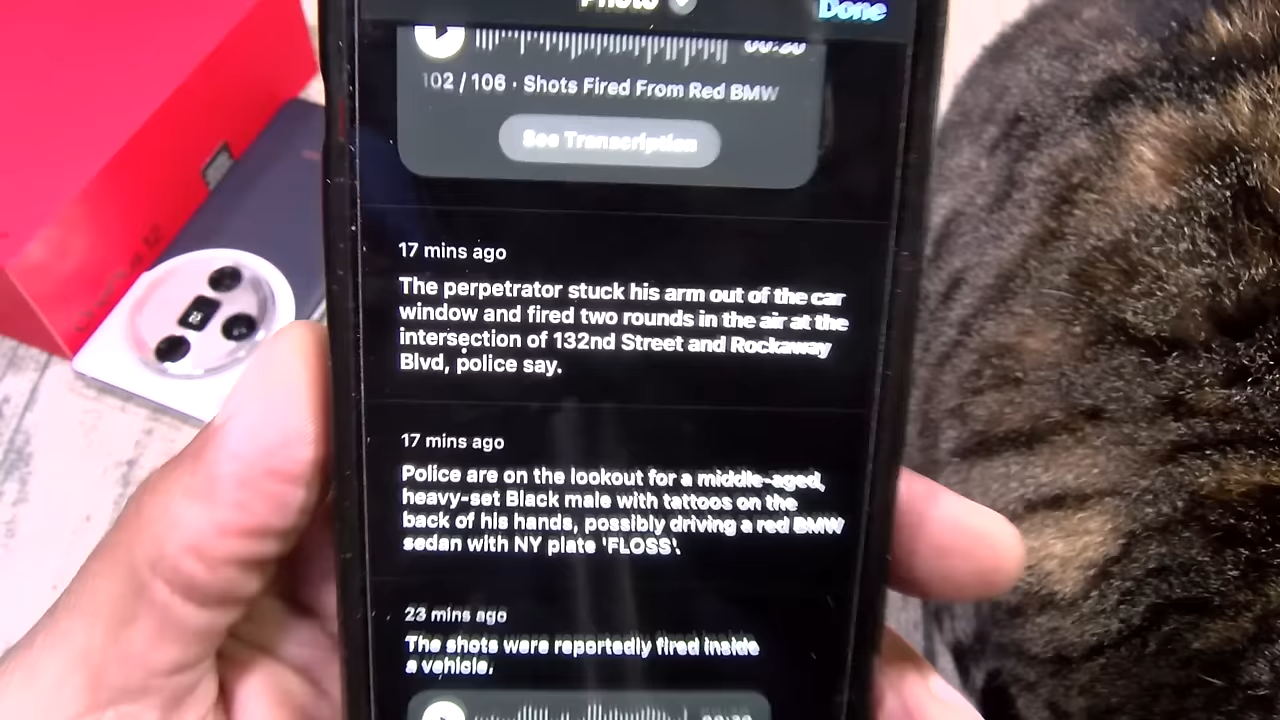 Photo
Done
00:30
102 / 106 · Shots Fired From Red BMW
See Transcription
17 mins ago
The perpetrator stuck his arm out of the car
window and fired two rounds in the air at the
intersection of 132nd Street and Rockaway
Blvd, police say.
17 mins ago
Police are on the lookout for a middle-aged,
heavy-set Black male with tattoos on the
back of his hands, possibly driving a red BMW
sedan with NY plate 'FLOSS'.
23 mins ago
The shots were reportedly fired inside
a vehicle.